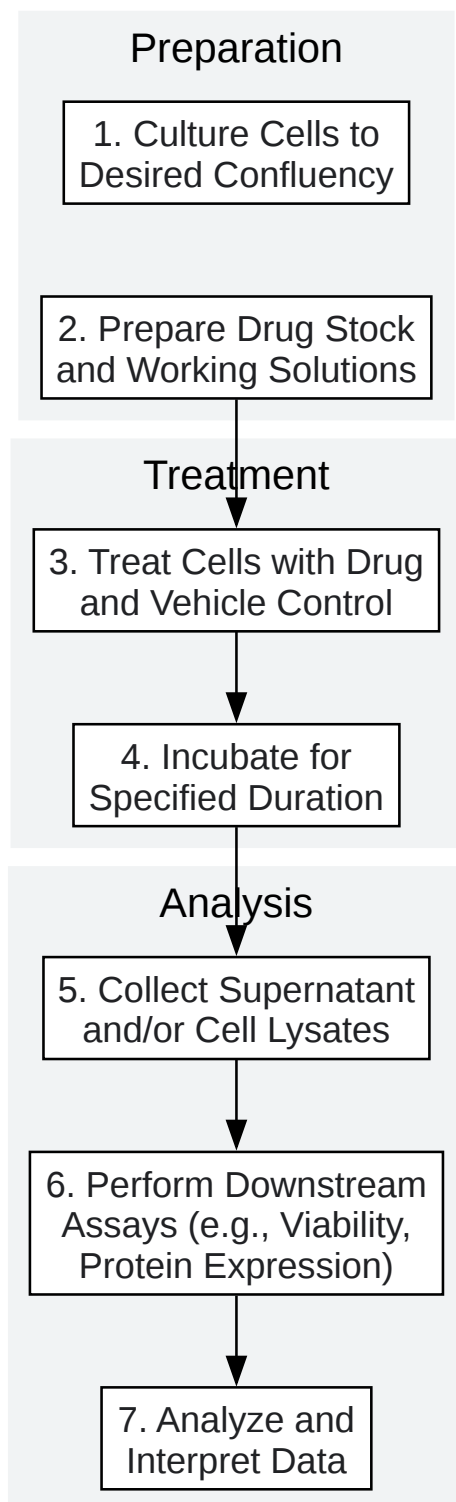 Preparation
1. Culture Cells to
Desired Confluency
2. Prepare Drug Stock
and Working Solutions
Treatment
3. Treat Cells with Drug
and Vehicle Control
4. Incubate for
Specified Duration
Analysis
5. Collect Supernatant
and/or Cell Lysates
6. Perform Downstream
Assays (e.g., Viability,
Protein Expression)
7. Analyze and
Interpret Data